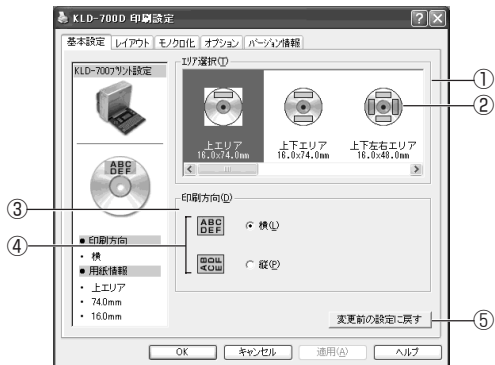 KLD-700D 印刷設定
基本設定 レイアウト モノクロ化 オプション バージョン情報
KLD-700プリント設定
ABC
DEF
■ 印刷方向
・ 横
■ 用紙情報
・ 上エリア
・ 74.0mm
・ 16.0mm
エリア選択(T)
上エリア
16.0x74.0mm
上下エリア
16.0x74.0mm
上下左右エリア
16.0x48.0mm
印刷方向(D)
ABC
DEF
横(L)
ABC
DEF
縦(P)
変更前の設定に戻す
OK キャンセル 適用(A) ヘルプ
①
②
③
④
⑤